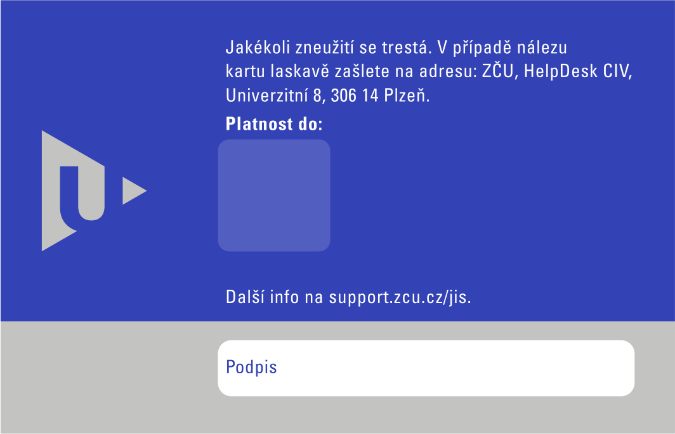 Jakékoli zneužití se trestá. V případě nálezu
kartu laskavě zašlete na adresu: ZČU, HelpDesk CIV,
Univerzitní 8, 306 14 Plzeň.
Platnost do:
Další info na support.zcu.cz/jis.
Podpis